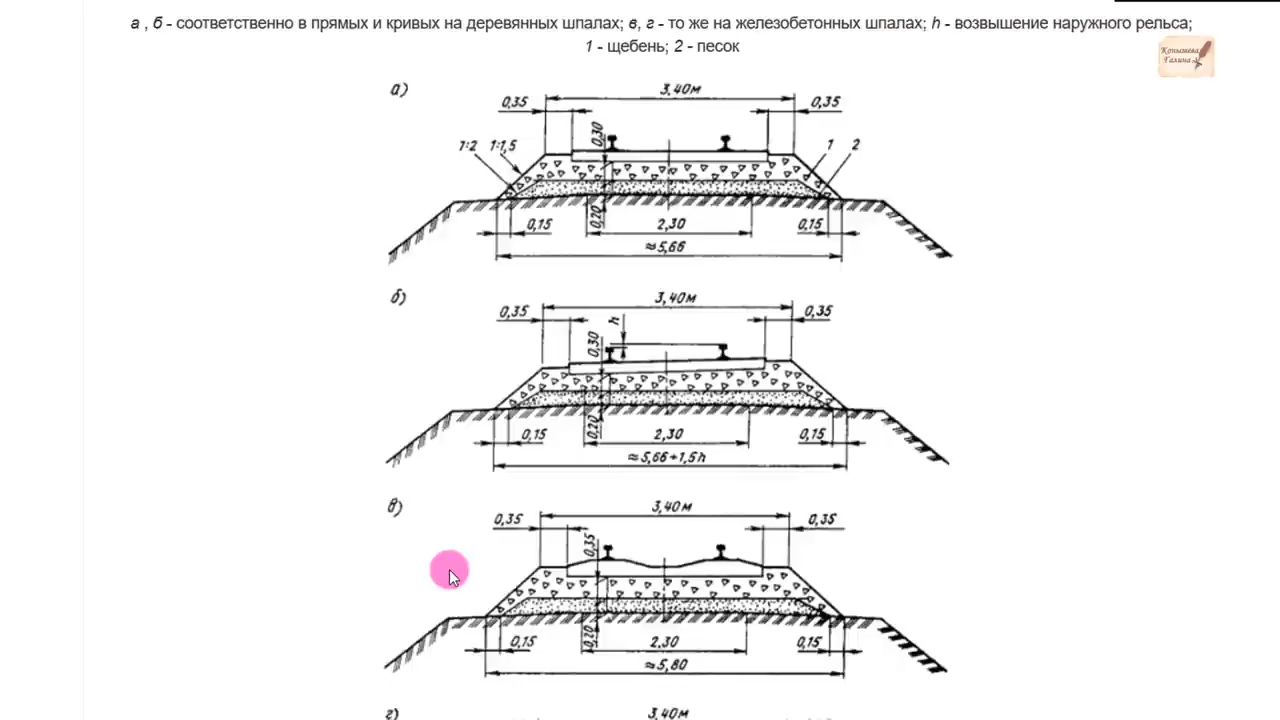 а , б - соответственно в прямых и кривых на деревянных шпалах; в, г - то же на железобетонных шпалах; h - возвышение наружного рельса;
1 - щебень; 2 - песок
Копышева
Галина
а)
3,40м
0,35
0,35
1:2
1:1,5
0,30
1
2
0,15
0,20
2,30
0,15
≈5,66
б)
3,40м
0,35
h
0,35
0,30
0,15
0,20
2,30
0,15
≈5,66+1,5h
в)
3,40м
0,35
0,35
0,35
0,15
0,20
2,30
0,15
≈5,80
г)
3,40м